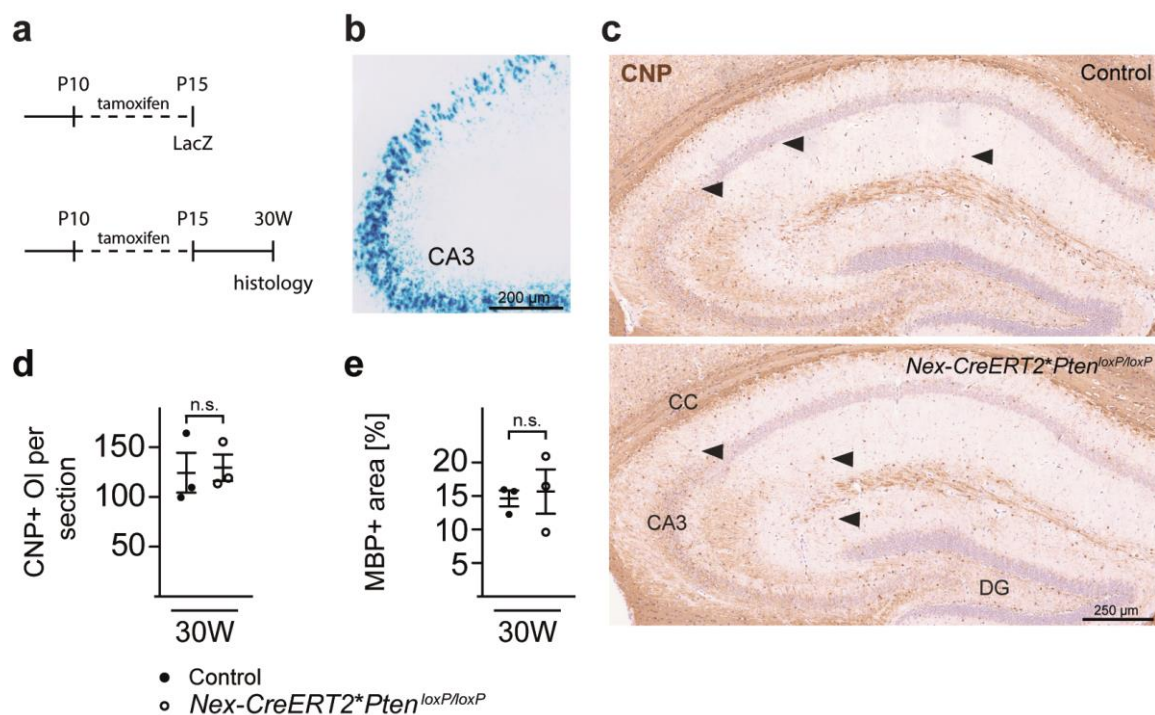 a
P10
P15
tamoxifen
LacZ
P10
P15
30W
tamoxifen
histology
b
CA3
200 µm
c
CNP
Control
Nex-CreERT2*Pten^loxP/loxP
CC
CA3
DG
250 µm
d
CNP+ Ol per
section
n.s.
150
100
50
30W
e
MBP+ area [%]
n.s.
20
15
10
5
30W
Control
Nex-CreERT2*Pten^loxP/loxP